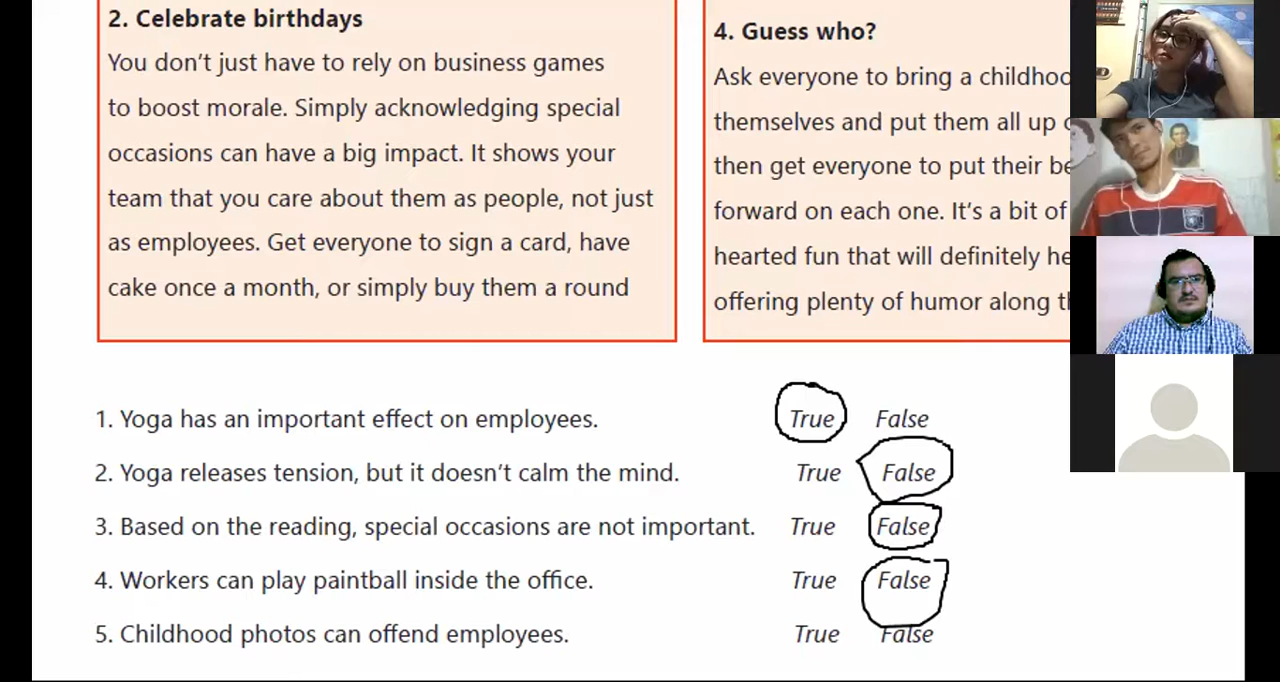 2. Celebrate birthdays
You don't just have to rely on business games
to boost morale. Simply acknowledging special
occasions can have a big impact. It shows your
team that you care about them as people, not just
as employees. Get everyone to sign a card, have
cake once a month, or simply buy them a round
4. Guess who?
Ask everyone to bring a
themselves and put them all up
then get everyone to put their
forward on each one. It's a bit of
hearted fun that will definitely
offering plenty of humor along
1. Yoga has an important effect on employees. True False
2. Yoga releases tension, but it doesn't calm the mind. True False
3. Based on the reading, special occasions are not important. True False
4. Workers can play paintball inside the office. True False
5. Childhood photos can offend employees. True False